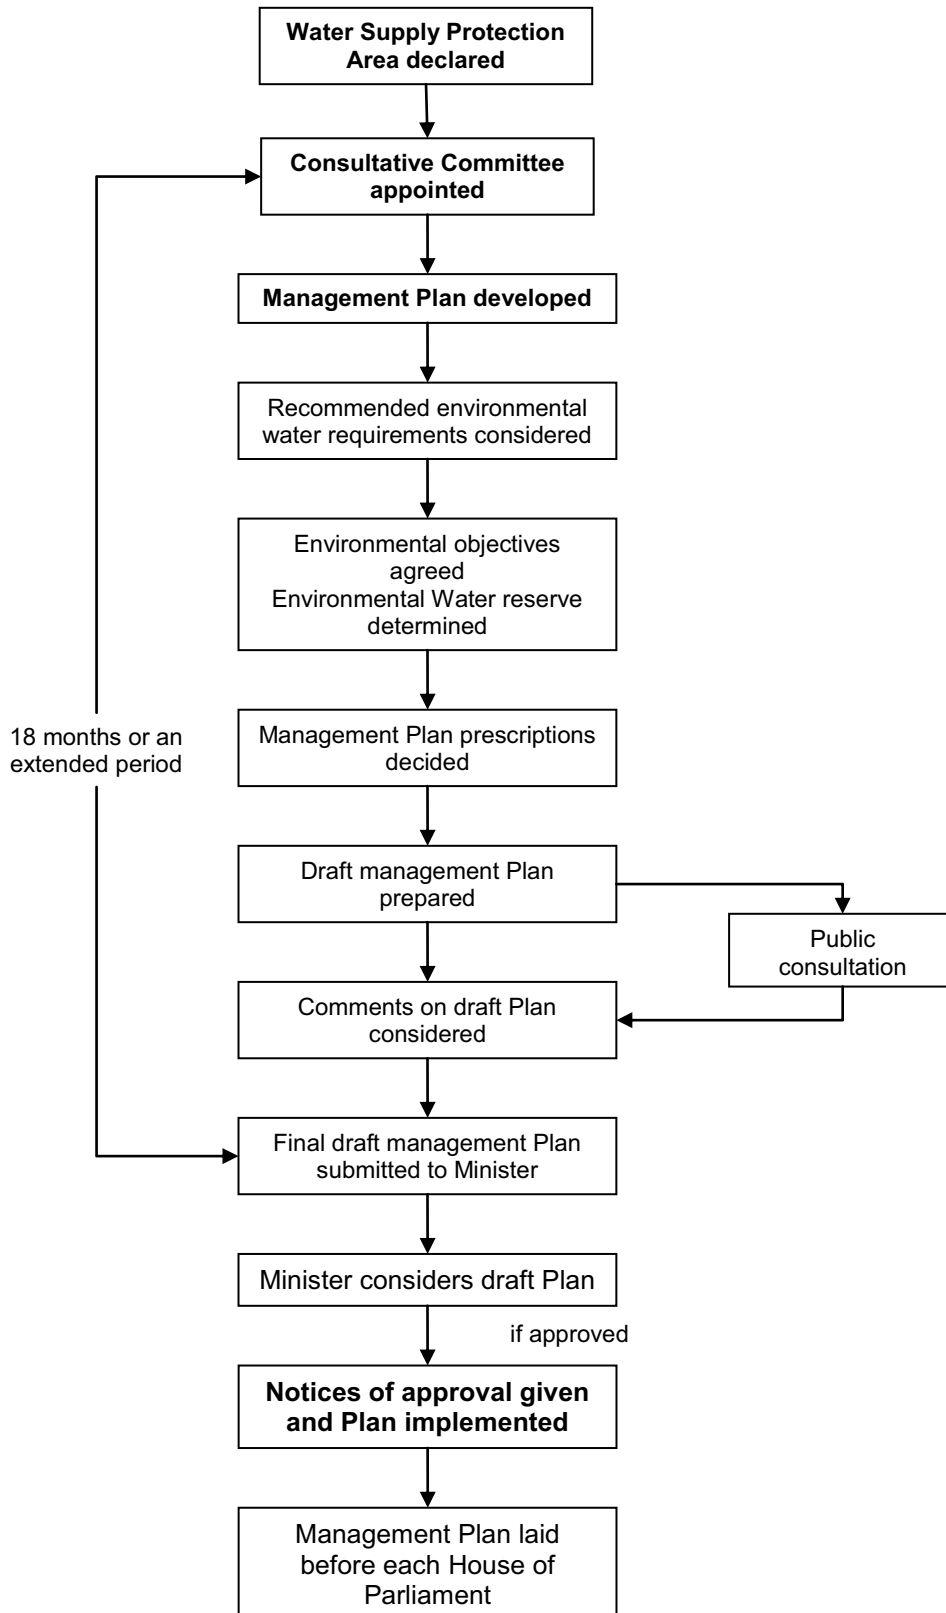 Water Supply Protection
Area declared
Consultative Committee
appointed
Management Plan developed
Recommended environmental
water requirements considered
Environmental objectives
agreed
Environmental Water reserve
determined
18 months or an
extended period
Management Plan prescriptions
decided
Draft management Plan
prepared
Public
consultation
Comments on draft Plan
considered
Final draft management Plan
submitted to Minister
Minister considers draft Plan
if approved
Notices of approval given
and Plan implemented
Management Plan laid
before each House of
Parliament